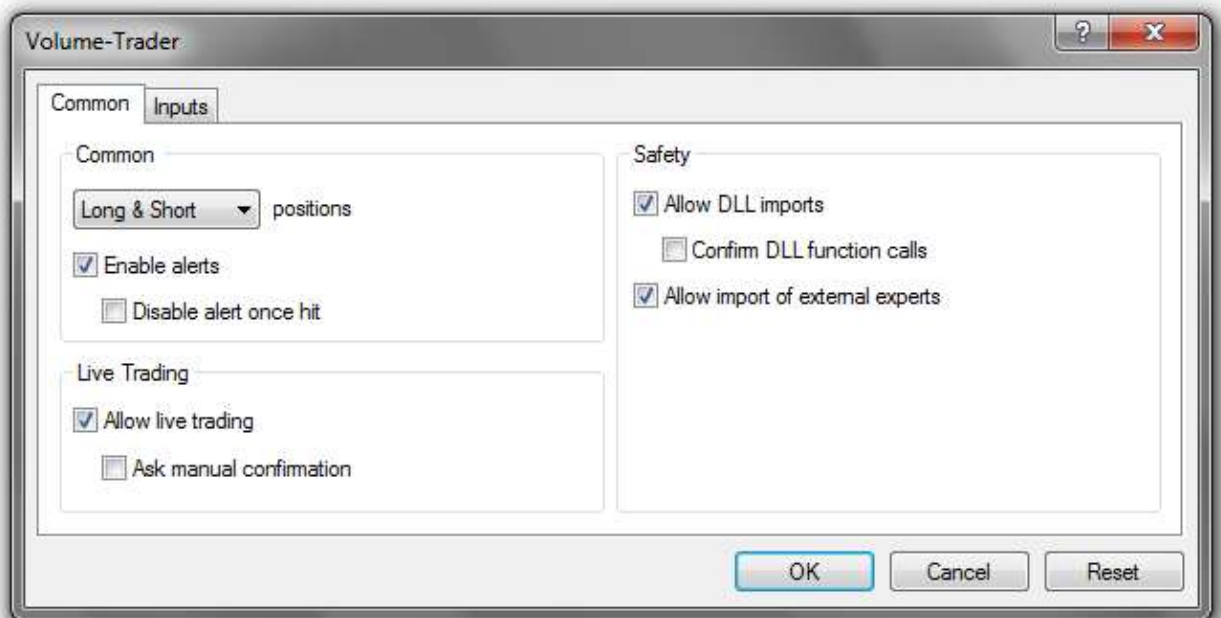 Volume-Trader
Common
Inputs
Common
Long & Short positions
Enable alerts
Disable alert once hit
Live Trading
Allow live trading
Ask manual confirmation
Safety
Allow DLL imports
Confirm DLL function calls
Allow import of external experts
OK
Cancel
Reset